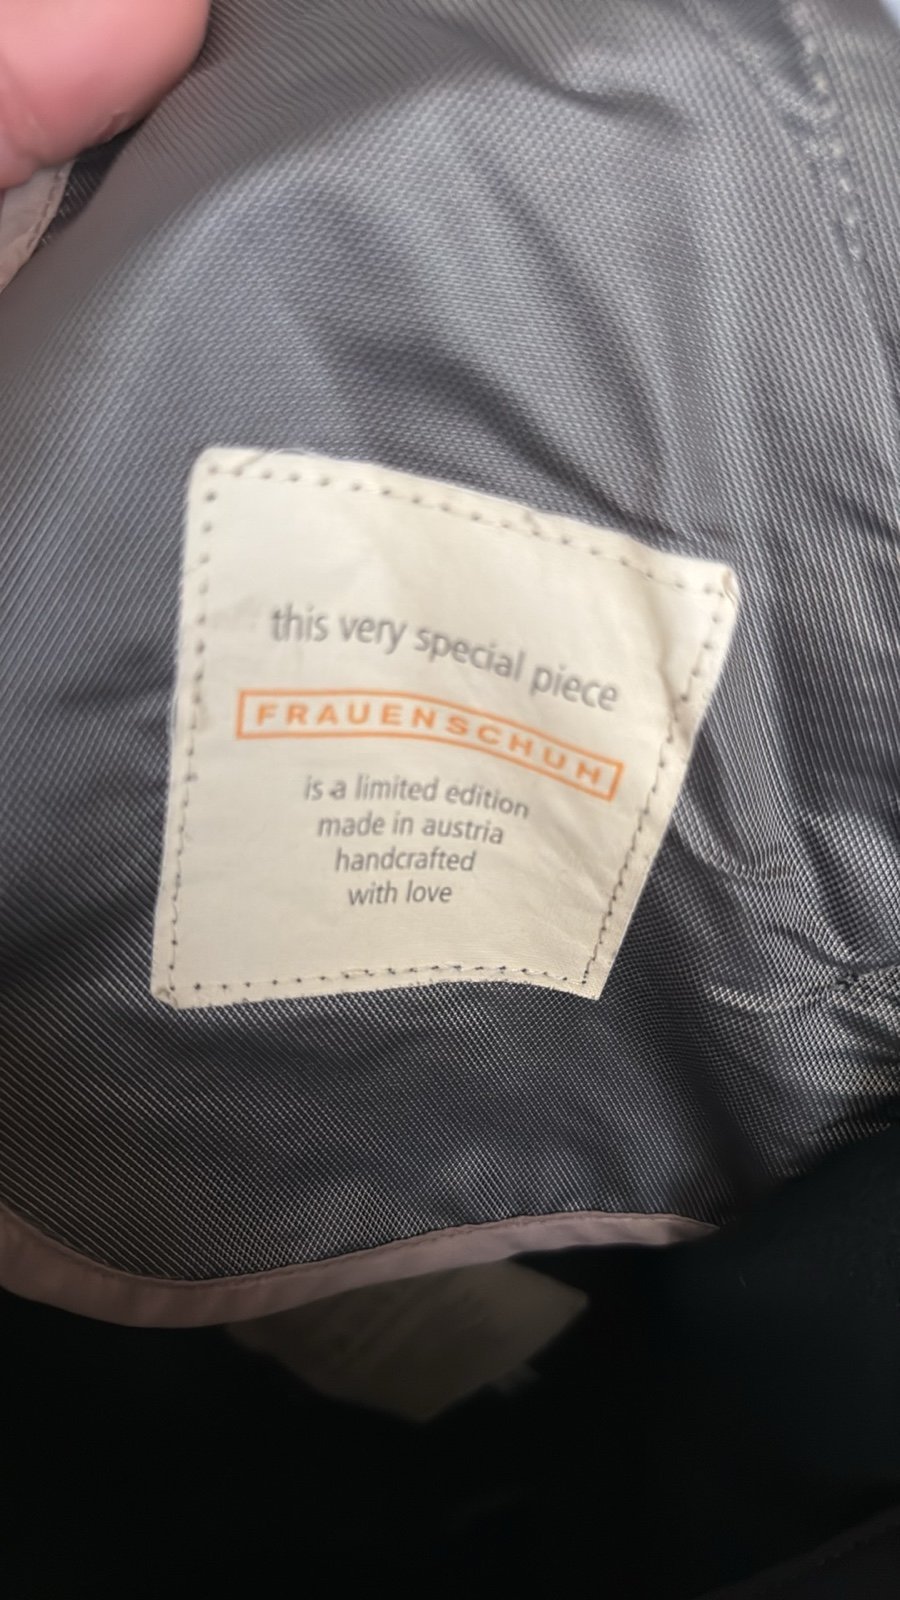 this very special piece
FRAUENSCHUH
is a limited edition
made in austria
handcrafted
with love